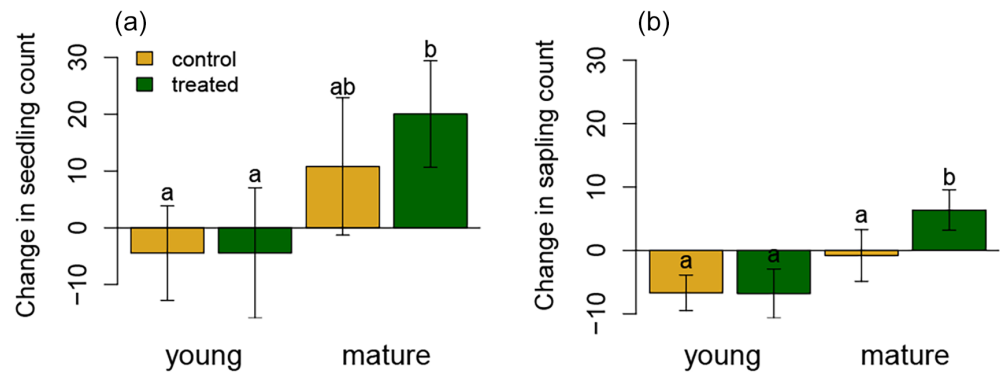 (a)
Change in seedling count
30
20
10
0
−10
control
treated
a
a
ab
b
young
mature
(b)
Change in sapling count
30
20
10
0
−10
a
a
a
b
young
mature